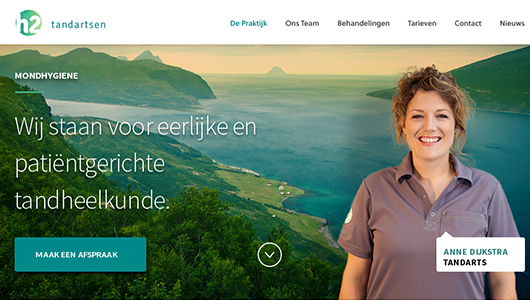 n2 tandartsen
De Praktijk Ons Team Behandelingen Tarieven Contact Nieuws
MONDHYGIENE
Wij staan voor eerlijke en
patiëntgerichte
tandheelkunde.
MAAK EEN AFSPRAAK
ANNE DIJKSTRA
TANDARTS